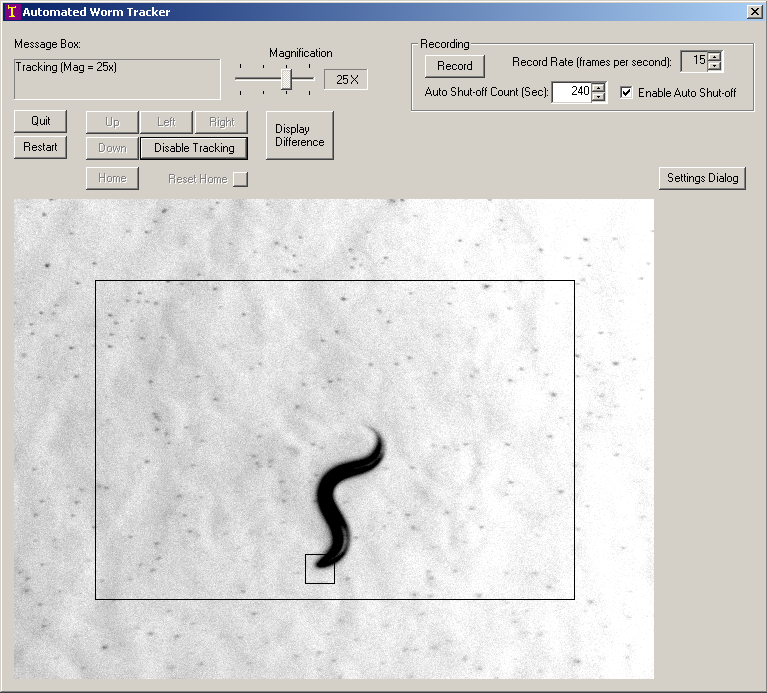 Automated Worm Tracker
Message Box:
Tracking (Mag = 25x)
Magnification
25X
Recording
Record
Record Rate (frames per second):
15
Auto Shut-off Count (Sec):
240
Enable Auto Shut-off
Quit
Up
Left
Right
Display
Difference
Restart
Down
Disable Tracking
Home
Reset Home
Settings Dialog